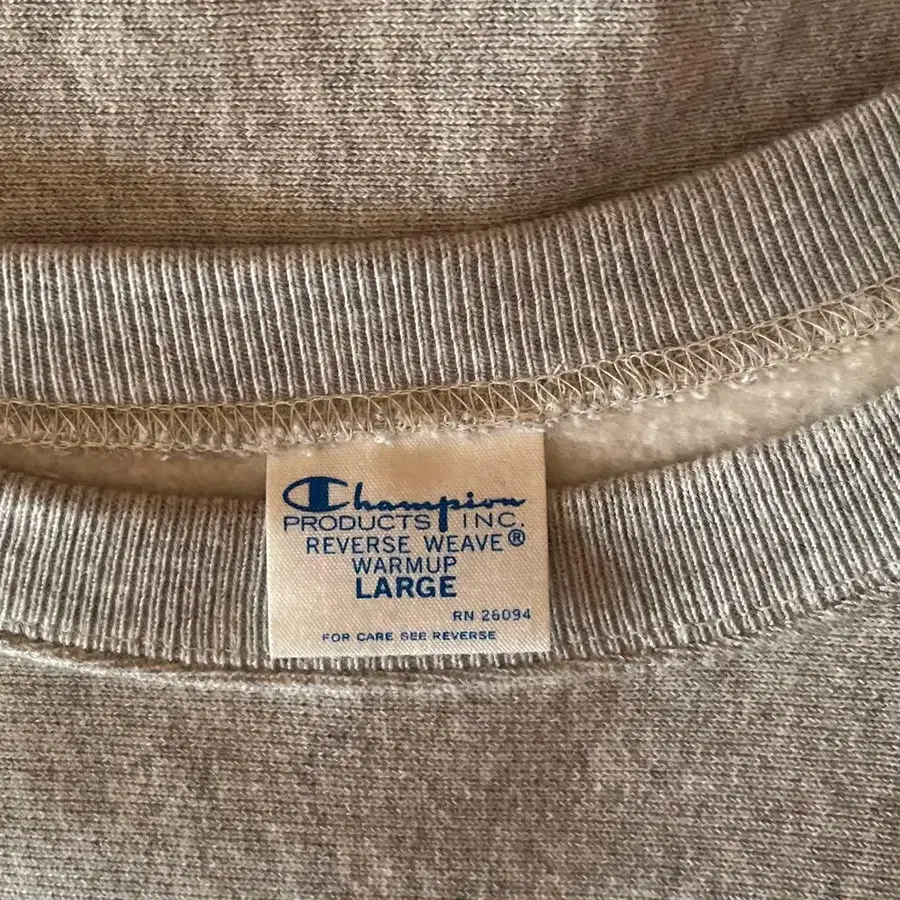 Champion
PRODUCTS INC.
REVERSE WEAVE®
WARMUP
LARGE
RN 26094
FOR CARE SEE REVERSE